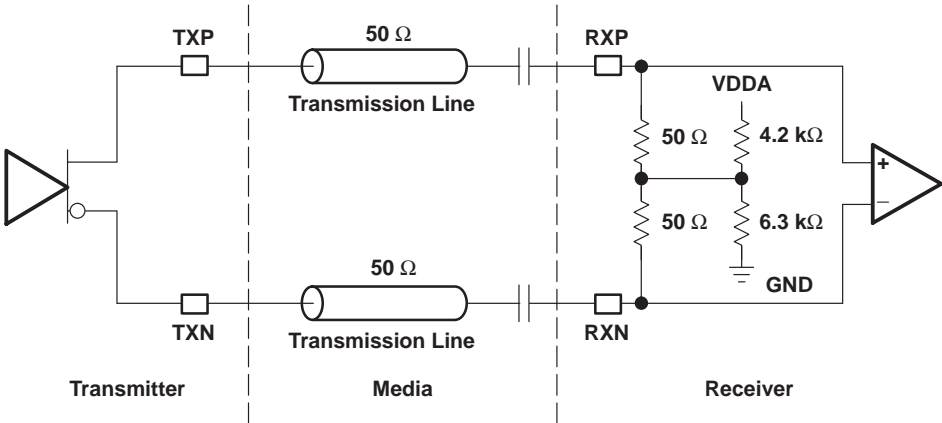 50 Ω
TXP
RXP
Transmission Line
VDDA
50 Ω
4.2 kΩ
+
−
50 Ω
6.3 kΩ
50 Ω
GND
TXN
RXN
Transmission Line
Transmitter
Media
Receiver